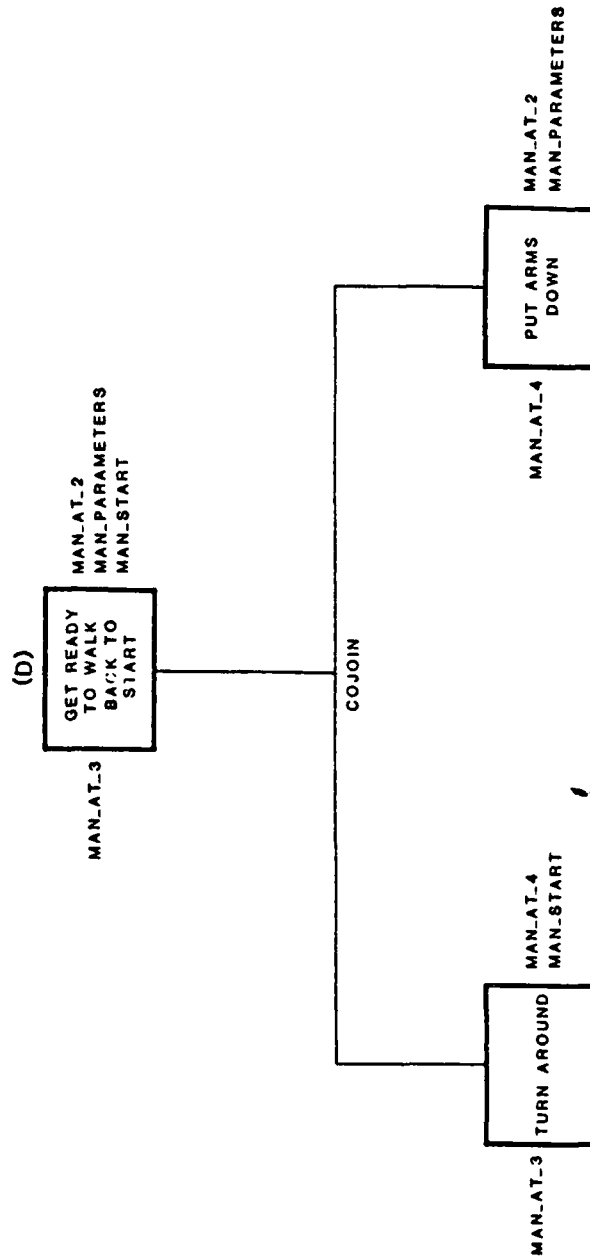 (D)
MAN_AT_3
GET READY
TO WALK
BACK TO
START
MAN_AT_2
MAN_PARAMETERS
MAN_START
COJOIN
MAN_AT_3
TURN AROUND
MAN_AT_4
MAN_START
MAN_AT_4
PUT ARMS
DOWN
MAN_AT_2
MAN_PARAMETERS